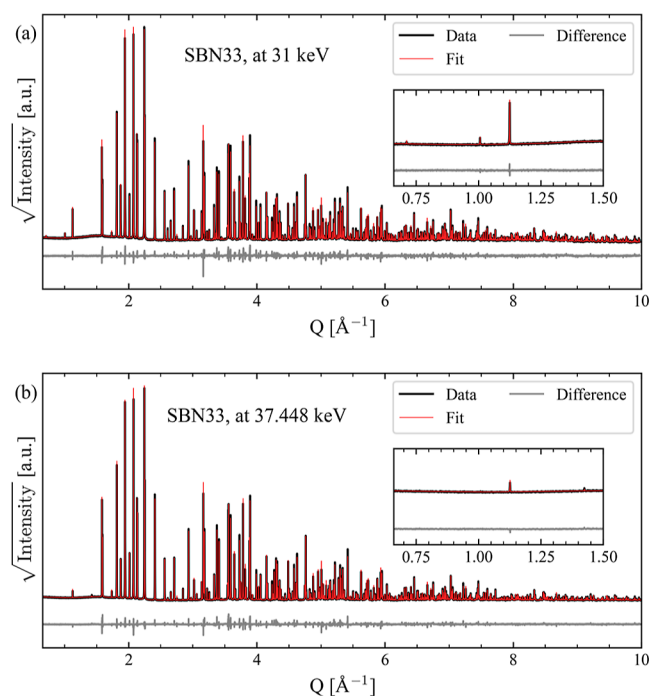 (a)
SBN33, at 31 keV
Data Difference
Fit
0.75 1.00 1.25 1.50
√Intensity [a.u.]
2 4 6 8 10
Q [Å⁻¹]
(b)
SBN33, at 37.448 keV
Data Difference
Fit
0.75 1.00 1.25 1.50
√Intensity [a.u.]
2 4 6 8 10
Q [Å⁻¹]